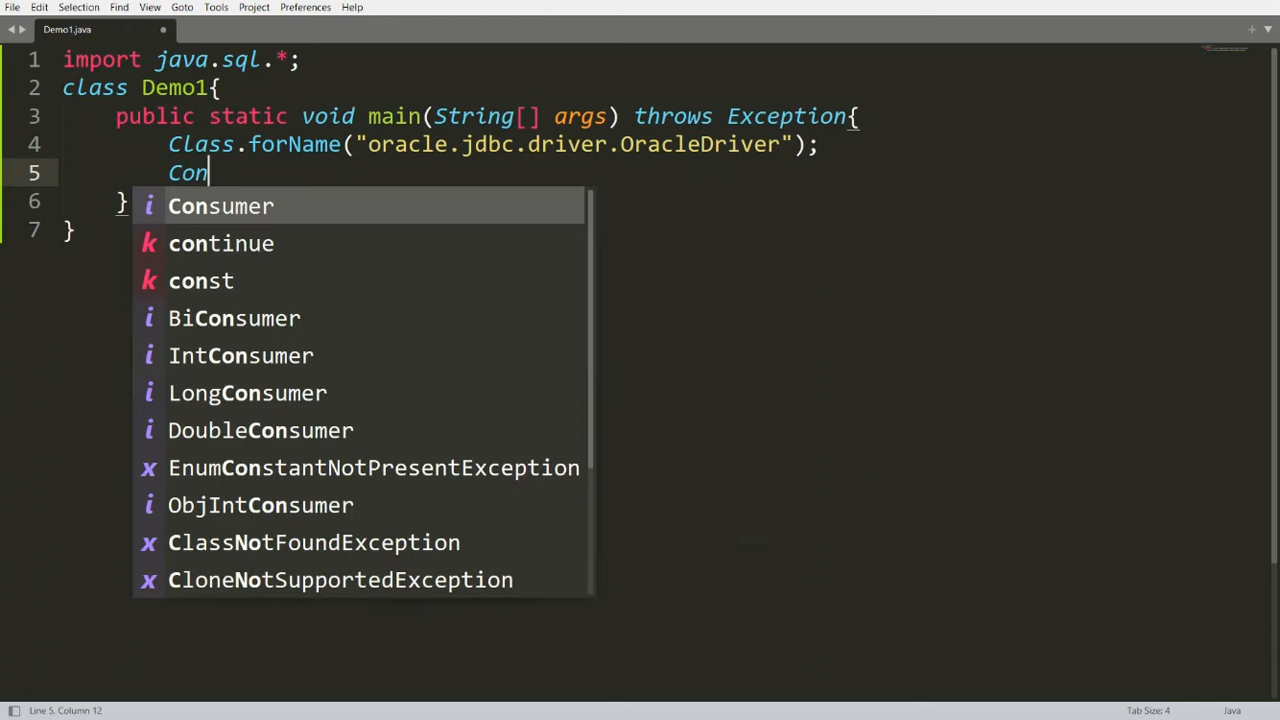 File Edit Selection Find View Goto Tools Project Preferences Help
Demo1.java
1 import java.sql.*;
2 class Demo1{
3 public static void main(String[] args) throws Exception{
4 Class.forName("oracle.jdbc.driver.OracleDriver");
5 Con
6 }
7 }
i Consumer
k continue
k const
i BiConsumer
i IntConsumer
i LongConsumer
i DoubleConsumer
x EnumConstantNotPresentException
i ObjIntConsumer
x ClassNotFoundException
x CloneNotSupportedException
Line 5, Column 12 Tab Size: 4 Java